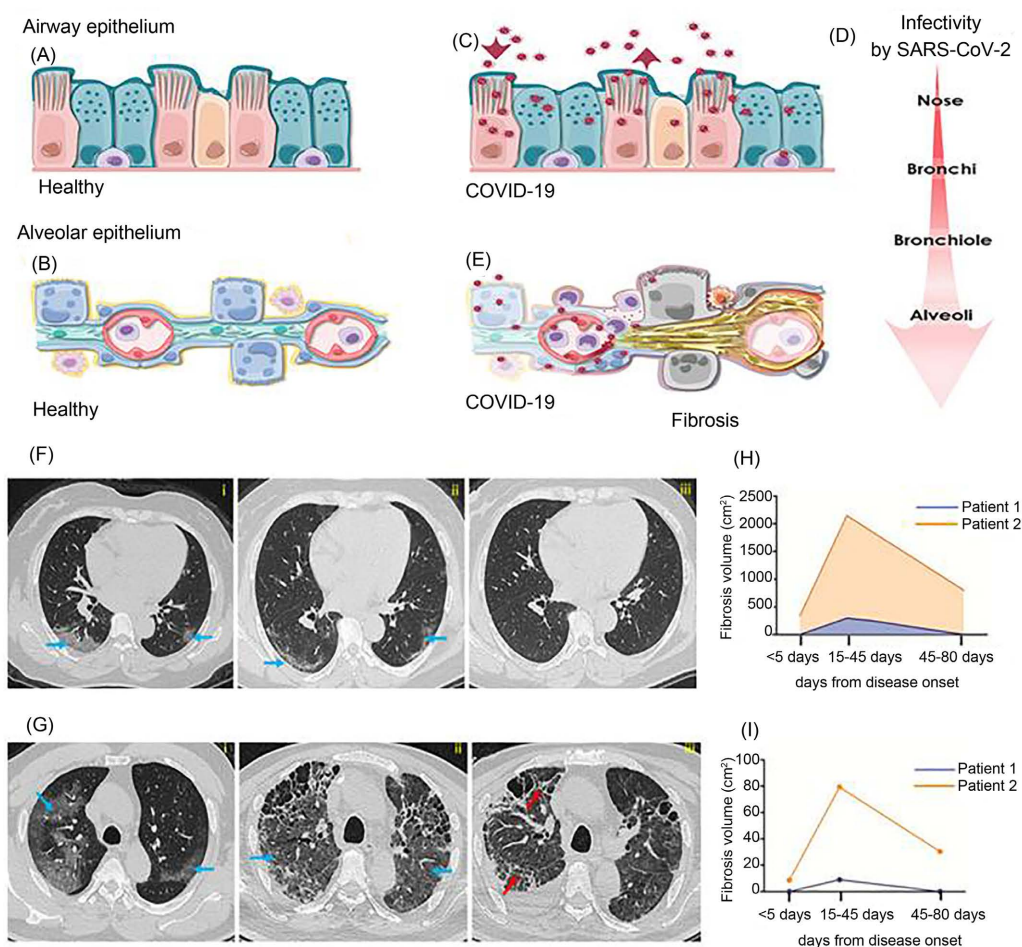 Airway epithelium
(A)
Healthy
(C)
COVID-19
(D)
Infectivity
by SARS-CoV-2
Nose
Bronchi
Bronchiole
Alveoli
Alveolar epithelium
(B)
Healthy
(E)
COVID-19
Fibrosis
(F)
i
ii
iii
(H)
Fibrosis volume (cm²)
2500
2000
1500
1000
500
0
Patient 1
Patient 2
<5 days
15-45 days
45-80 days
days from disease onset
(G)
i
ii
ii
(I)
Fibrosis volume (cm²)
100
80
60
40
20
0
Patient 1
Patient 2
<5 days
15-45 days
45-80 days
days from disease onset